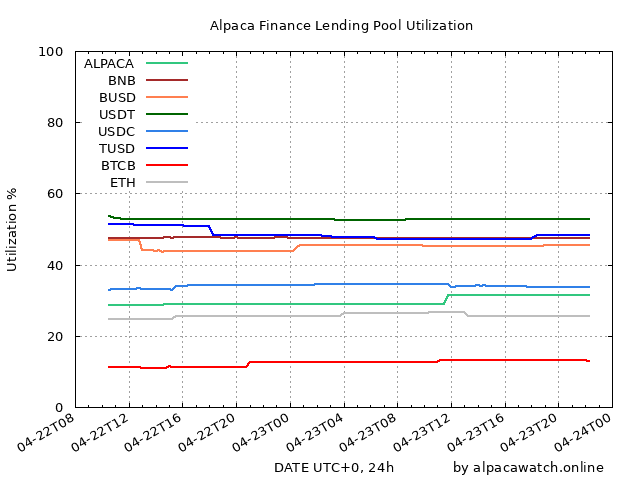 Alpaca Finance Lending Pool Utilization
100
80
60
40
20
0
Utilization %
ALPACA
BNB
BUSD
USDT
USDC
TUSD
BTCB
ETH
04-22T08
04-22T12
04-22T16
04-22T20
04-23T00
04-23T04
04-23T08
04-23T12
04-23T16
04-23T20
04-24T00
DATE UTC+0, 24h
by alpacawatch.online